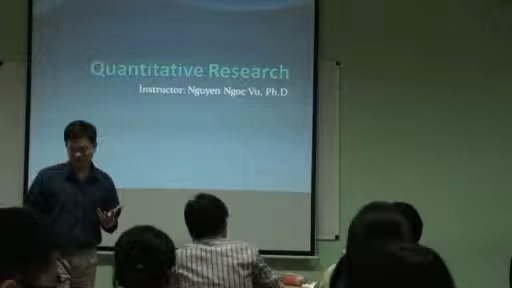 Quantitative Research
Instructor: Nguyen Ngoc Vu, Ph.D